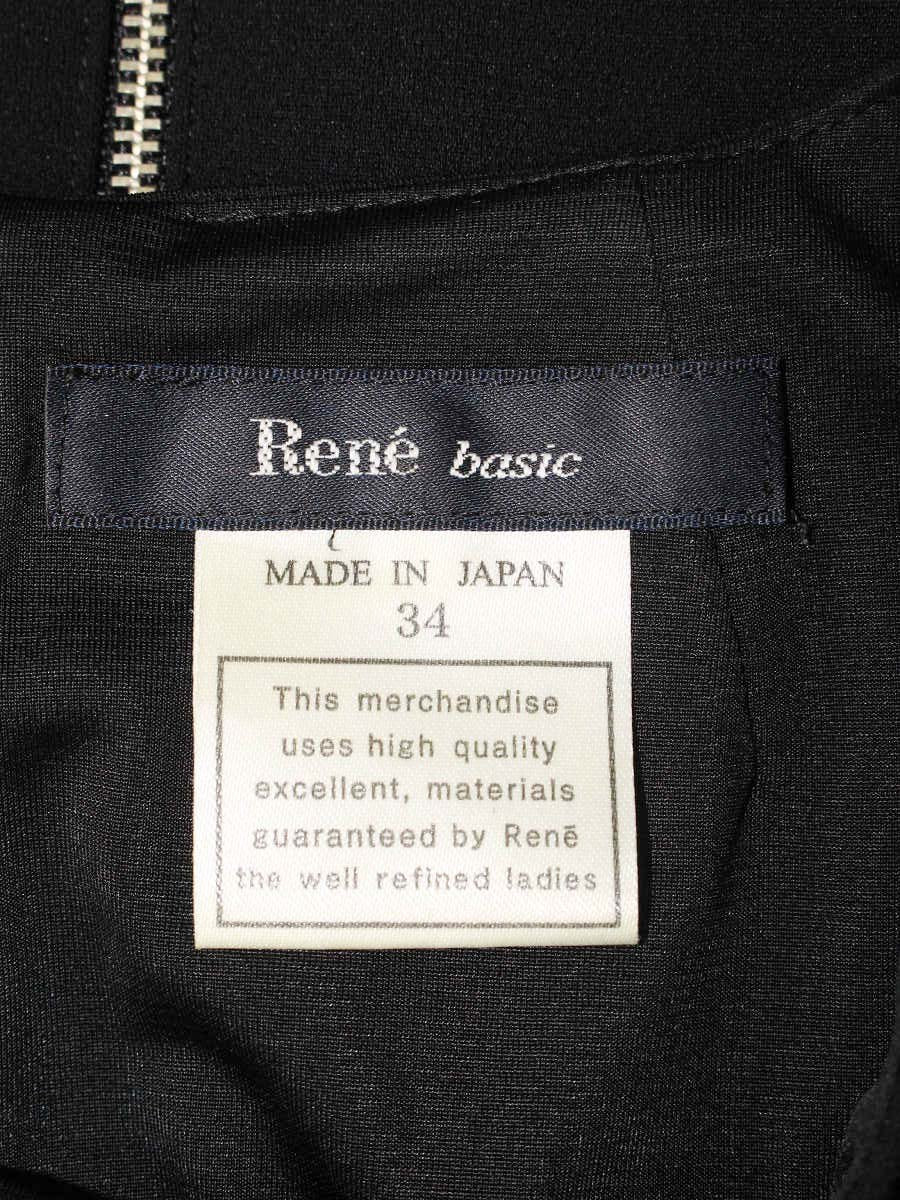 René basic
MADE IN JAPAN
34
This merchandise
uses high quality
excellent, materials
guaranteed by Renē
the well refined ladies